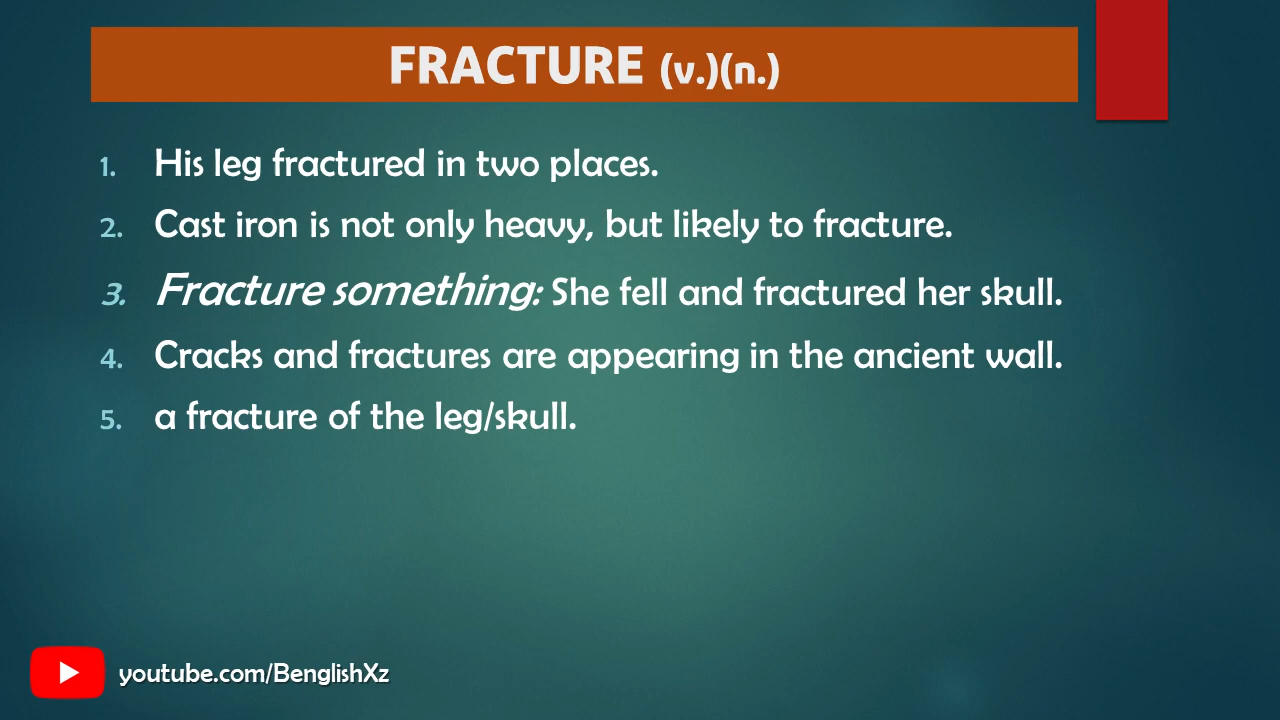 FRACTURE (v.)(n.)
1. His leg fractured in two places.
2. Cast iron is not only heavy, but likely to fracture.
3. Fracture something: She fell and fractured her skull.
4. Cracks and fractures are appearing in the ancient wall.
5. a fracture of the leg/skull.
youtube.com/BenglishXz